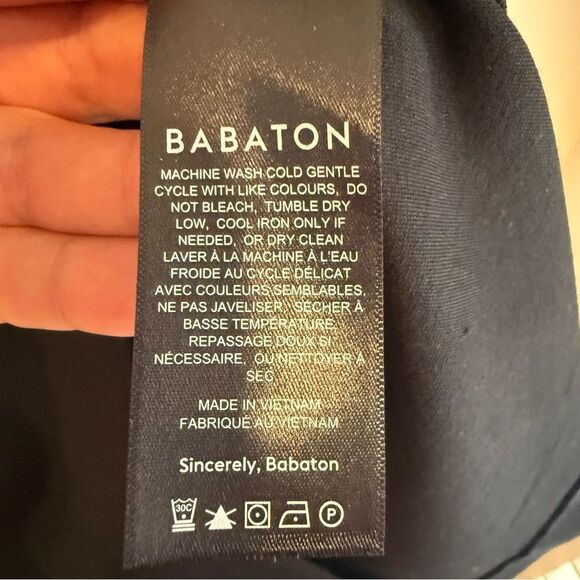 BABATON
MACHINE WASH COLD GENTLE
CYCLE WITH LIKE COLOURS, DO
NOT BLEACH, TUMBLE DRY
LOW, COOL IRON ONLY IF
NEEDED, OR DRY CLEAN
LAVER À LA MACHINE À L'EAU
FROIDE AU CYCLE DÉLICAT
AVEC COULEURS SEMBLABLES,
NE PAS JAVELISER, SÉCHER À
BASSE TEMPÉRATURE,
REPASSAGE DOUX SI
NÉCESSAIRE, OU NETTOYER À
SEC
MADE IN VIETNAM
FABRIQUÉ AU VIETNAM
Sincerely, Babaton
30C P